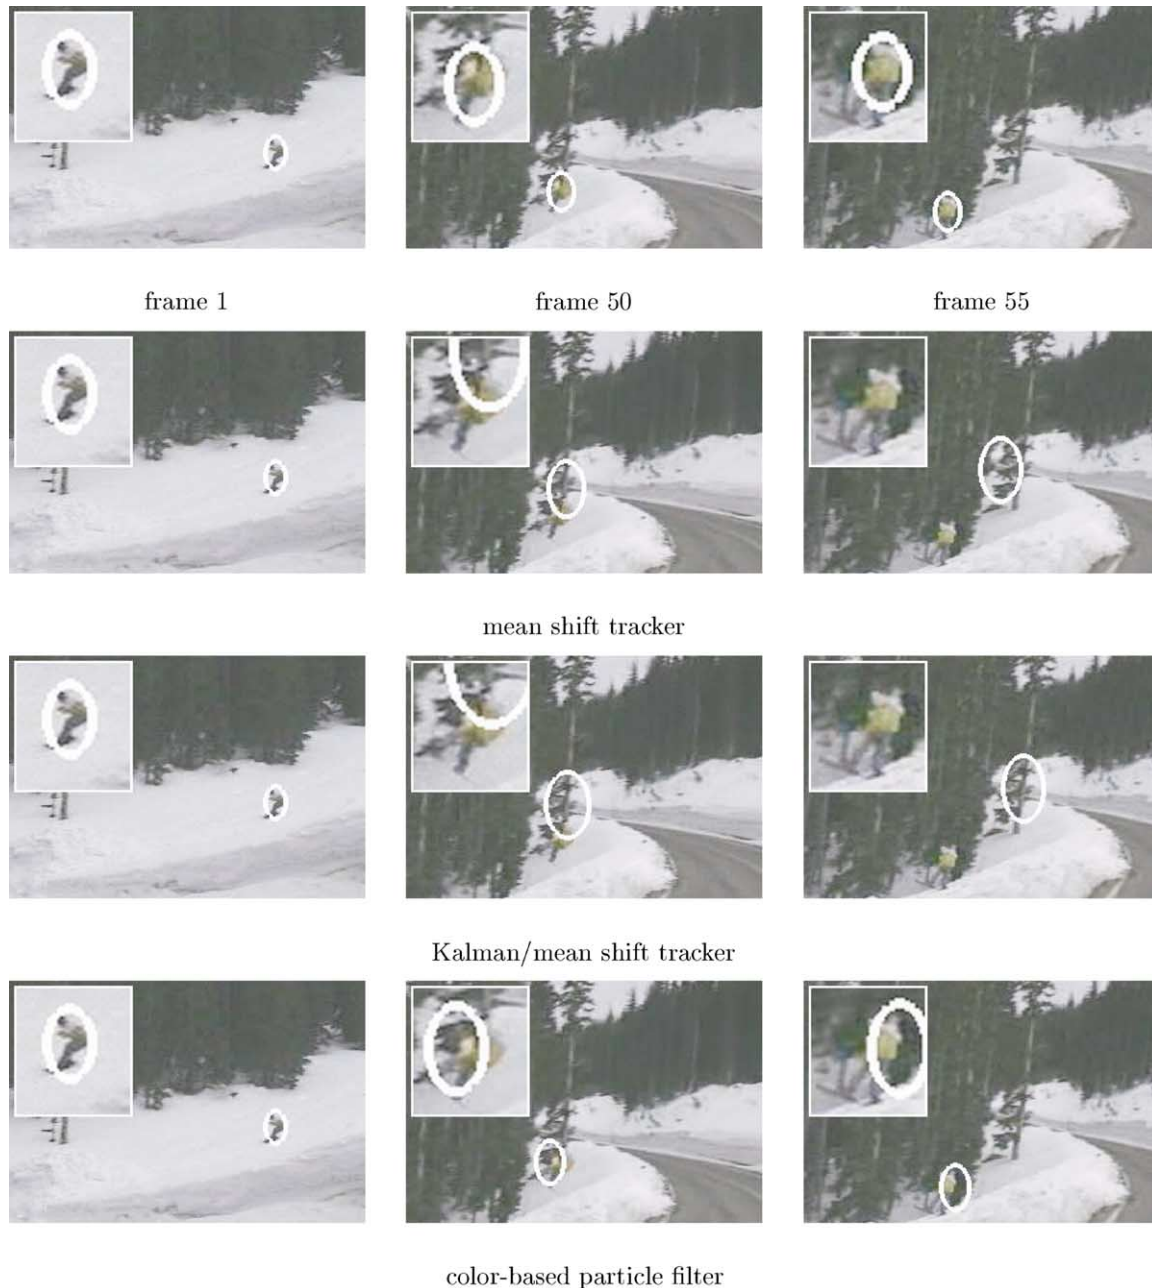 frame 1
frame 50
frame 55
mean shift tracker
Kalman/mean shift tracker
color-based particle filter